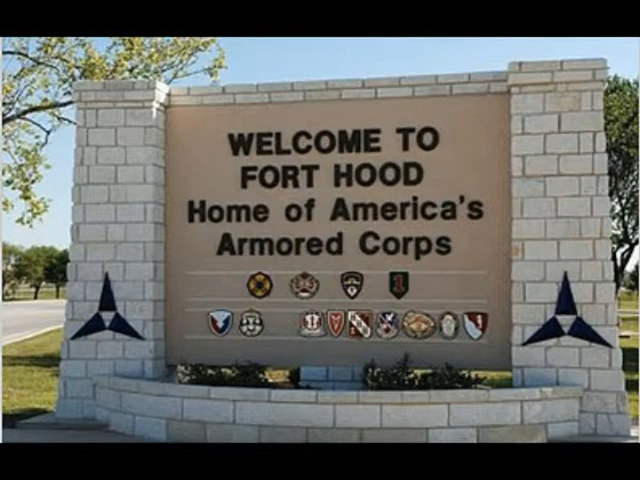 WELCOME TO
FORT HOOD
Home of America's
Armored Corps